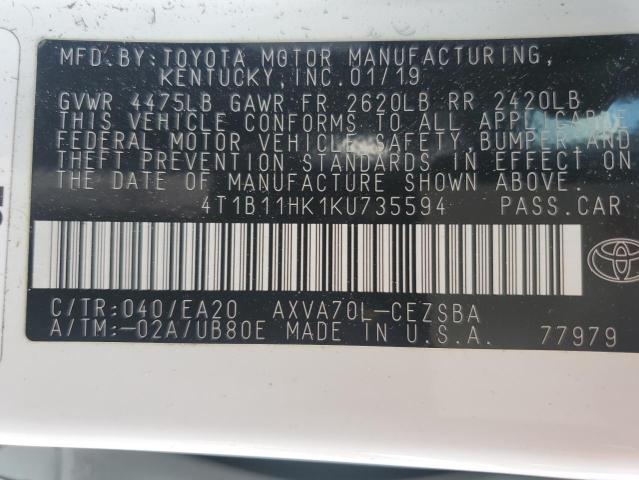 MFD.BY:TOYOTA MOTOR MANUFACTURING,
KENTUCKY, INC. 01/19
GVWR 4475LB GAWR FR 2620LB RR 2420LB
THIS VEHICLE CONFORMS TO ALL APPLICABLE
FEDERAL MOTOR VEHICLE SAFETY, BUMPER AND
THEFT PREVENTION STANDARDS IN EFFECT ON
THE DATE OF MANUFACTURE SHOWN ABOVE.
4T1B11HK1KU735594 PASS.CAR
C/TR:040/EA20 AXVA70L-CEZSBA
A/TM:-02A/UB80E MADE IN U.S.A. 77979